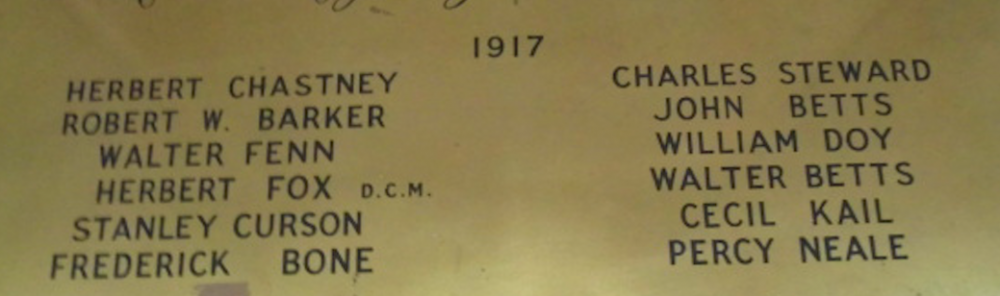 1917
HERBERT CHASTNEY
ROBERT W. BARKER
WALTER FENN
HERBERT FOX D.C.M.
STANLEY CURSON
FREDERICK BONE
CHARLES STEWARD
JOHN BETTS
WILLIAM DOY
WALTER BETTS
CECIL KAIL
PERCY NEALE